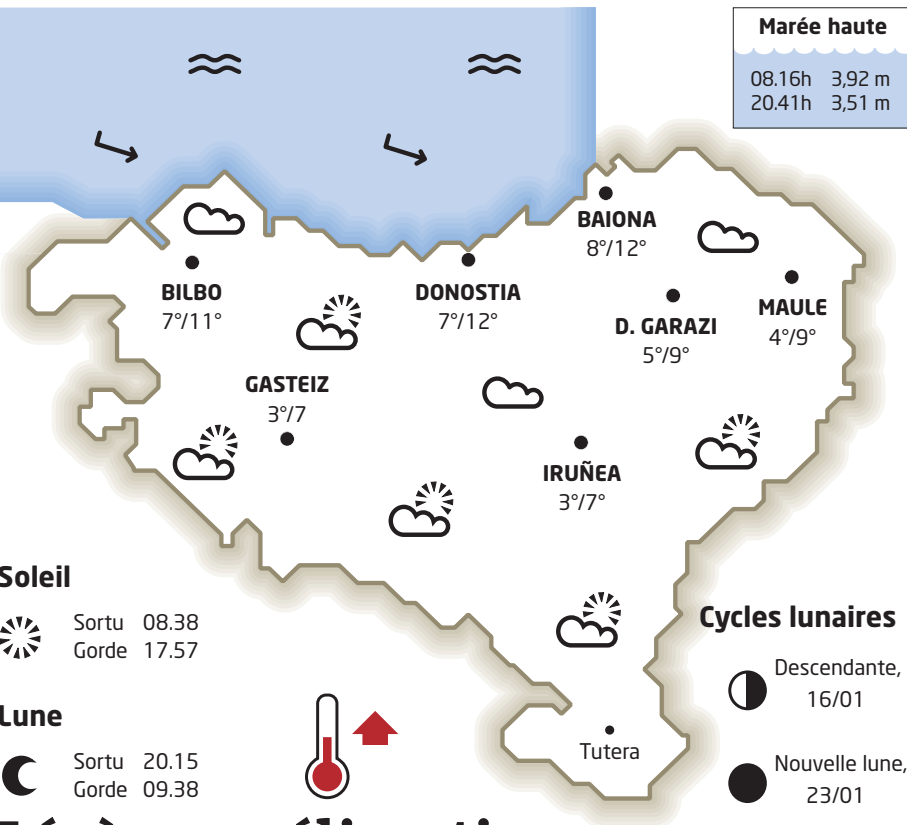 Marée haute
08.16h 3,92 m
20.41h 3,51 m
BAIONA
8°/12°
BILBO
7°/11°
DONOSTIA
7°/12°
D. GARAZI
5°/9°
MAULE
4°/9°
GASTEIZ
3°/7
IRUÑEA
3°/7°
Soleil
Sortu 08.38
Gorde 17.57
Lune
Sortu 20.15
Gorde 09.38
Tutera
Cycles lunaires
Descendante,
16/01
Nouvelle lune,
23/01